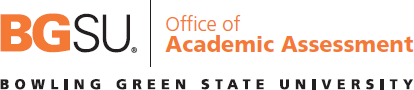 BGSU.
Office of
Academic Assessment
BOWLING GREEN STATE UNIVERSITY